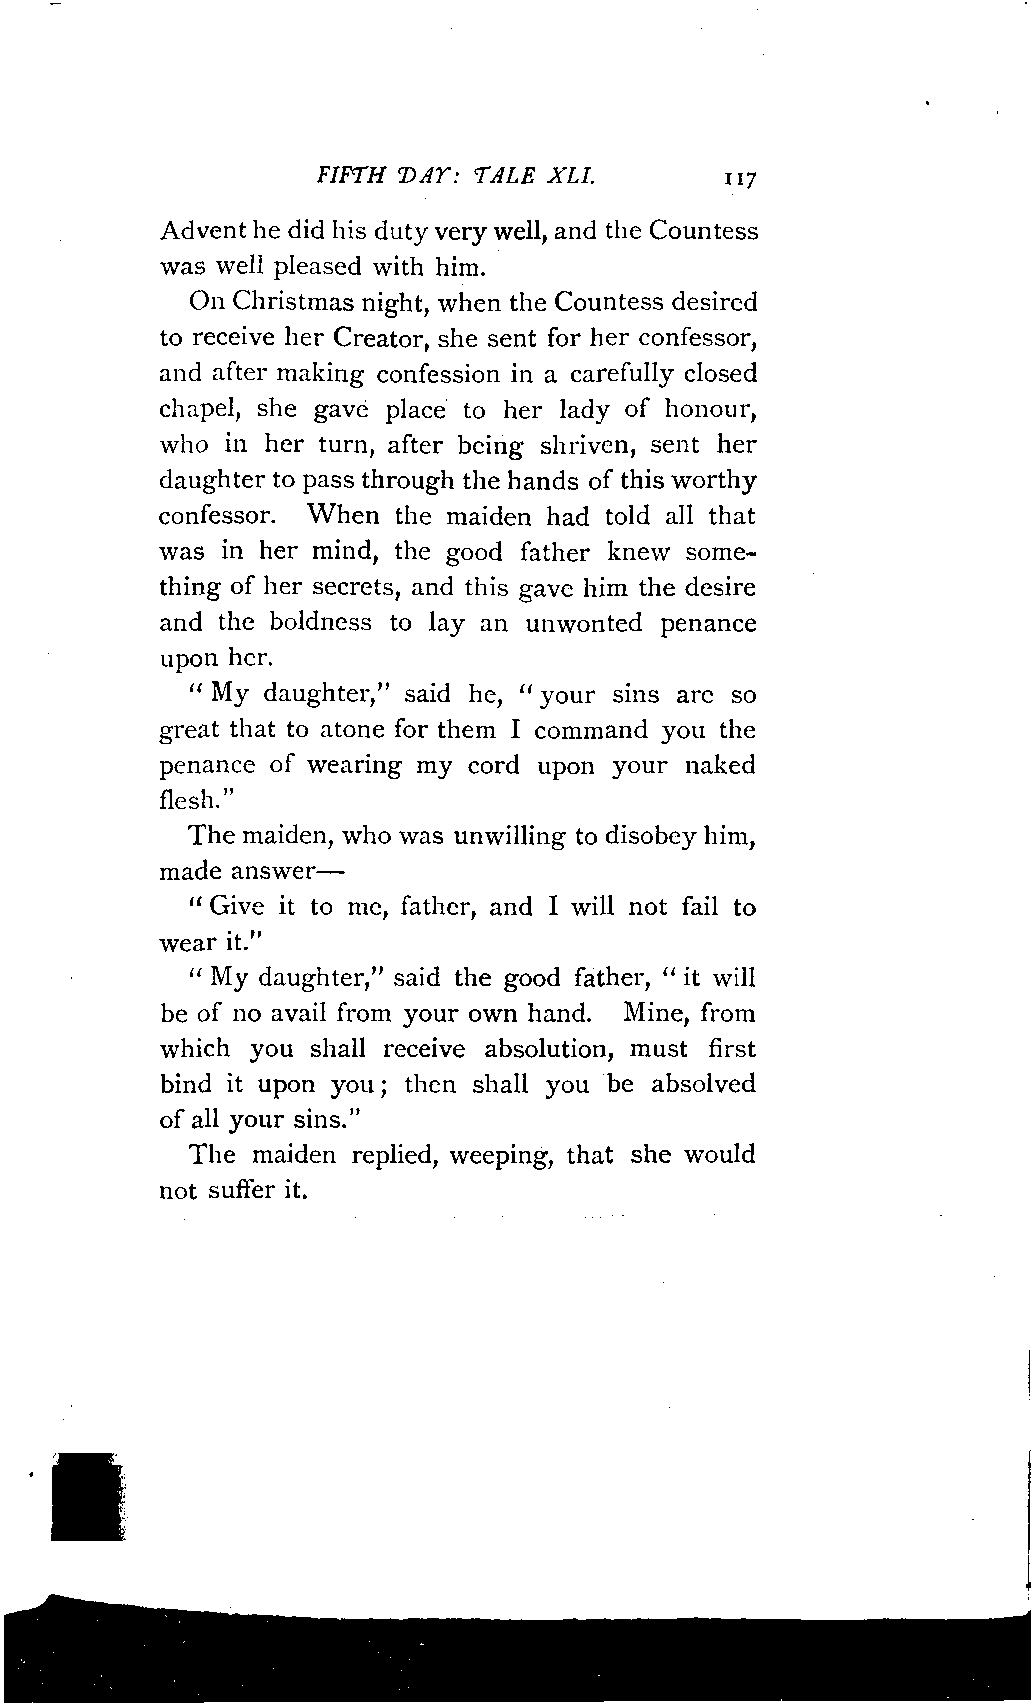 FIFTH DAY: TALE XLI. 117
Advent he did his duty very well, and the Countess
was well pleased with him.
On Christmas night, when the Countess desired
to receive her Creator, she sent for her confessor,
and after making confession in a carefully closed
chapel, she gave place to her lady of honour,
who in her turn, after being shriven, sent her
daughter to pass through the hands of this worthy
confessor. When the maiden had told all that
was in her mind, the good father knew some-
thing of her secrets, and this gave him the desire
and the boldness to lay an unwonted penance
upon her.
“My daughter,” said he, “your sins are so
great that to atone for them I command you the
penance of wearing my cord upon your naked
flesh.”
The maiden, who was unwilling to disobey him,
made answer—
“Give it to me, father, and I will not fail to
wear it.”
“My daughter,” said the good father, “it will
be of no avail from your own hand. Mine, from
which you shall receive absolution, must first
bind it upon you; then shall you be absolved
of all your sins.”
The maiden replied, weeping, that she would
not suffer it.